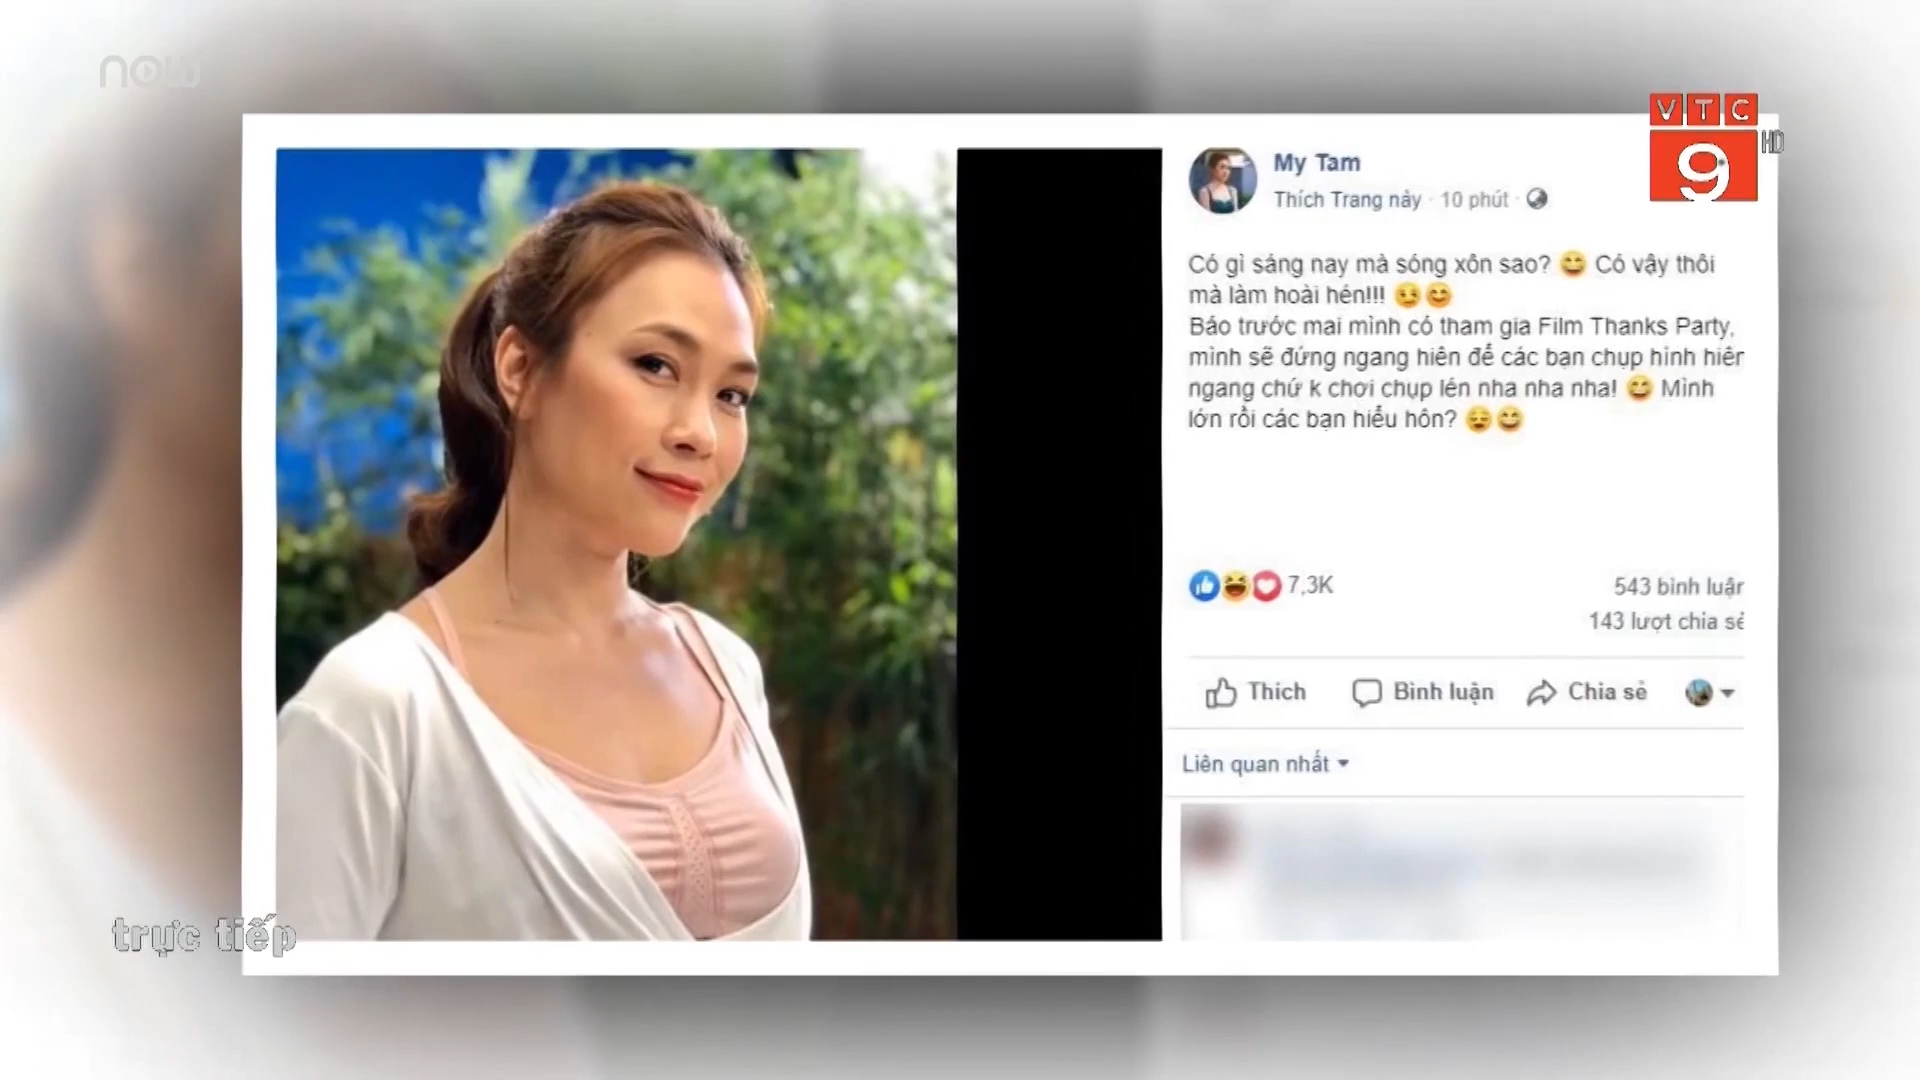 now
VTC
9
HD
My Tam
Thích Trang này · 10 phút ·
Có gì sáng nay mà sóng xôn sao? 😄 Có vậy thôi
mà làm hoài hén!!! 😏😊
Báo trước mai mình có tham gia Film Thanks Party,
mình sẽ đứng ngang hiên để các bạn chụp hình hiên
ngang chứ k chơi chụp lén nha nha nha! 😄 Mình
lớn rồi các bạn hiểu hôn? 😌😄
7,3K
543 bình luận
143 lượt chia sẻ
Thích
Bình luận
Chia sẻ
Liên quan nhất
trực tiếp